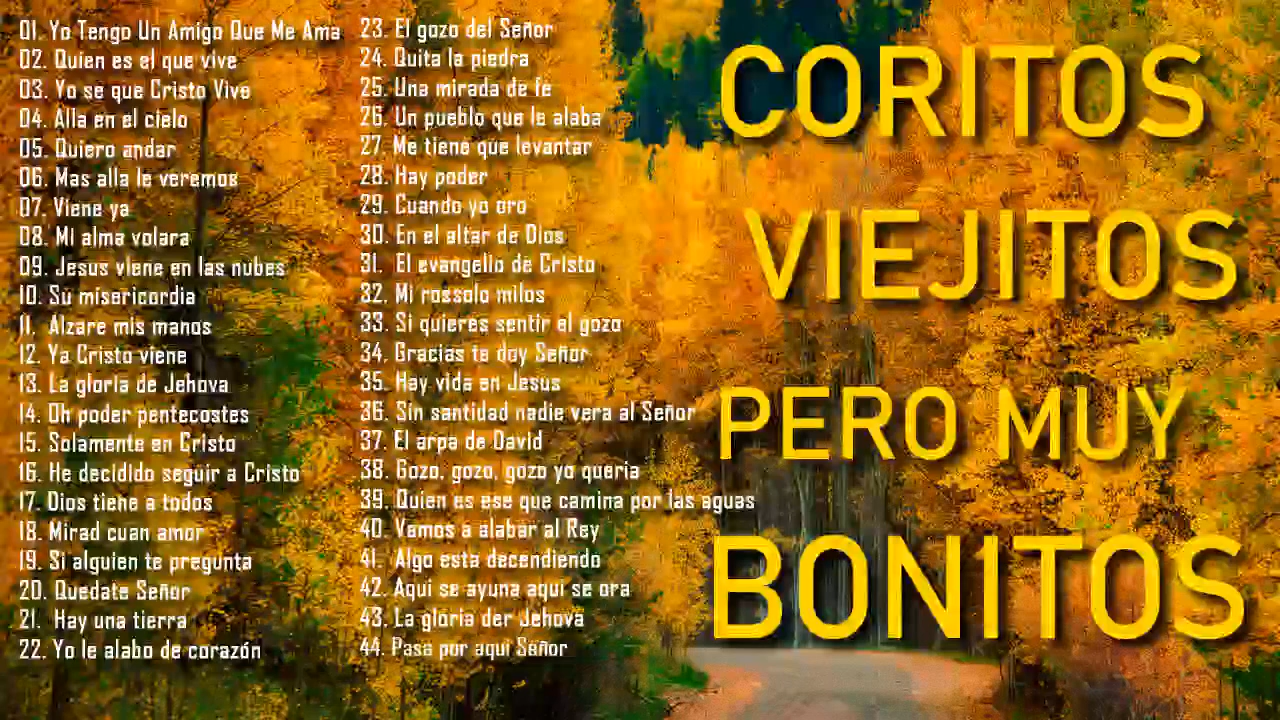 01. Yo Tengo Un Amigo Que Me Ama
02. Quien es el que vive
03. Yo se que Cristo Vive
04. Alla en el cielo
05. Quiero andar
06. Mas alla le veremos
07. Viene ya
08. Mi alma volara
09. Jesus viene en las nubes
10. Su misericordia
11. Alzare mis manos
12. Ya Cristo viene
13. La gloria de Jehova
14. Oh poder pentecostes
15. Solamente en Cristo
16. He decidido seguir a Cristo
17. Dios tiene a todos
18. Mirad cuan amor
19. Si alguien te pregunta
20. Quedate Señor
21. Hay una tierra
22. Yo le alabo de corazón
23. El gozo del Señor
24. Quita la piedra
25. Una mirada de fe
26. Un pueblo que le alaba
27. Me tiene que levantar
28. Hay poder
29. Cuando yo oro
30. En el altar de Dios
31. El evangelio de Cristo
32. Mi rossolo milos
33. Si quieres sentir el gozo
34. Gracias te doy Señor
35. Hay vida en Jesus
36. Sin santidad nadie vera al Señor
37. El arpa de David
38. Gozo, gozo, gozo yo queria
39. Quien es ese que camina por las aguas
40. Vamos a alabar al Rey
41. Algo esta decendiendo
42. Aqui se ayuna aqui se ora
43. La gloria der Jehova
44. Pasa por aqui Señor
CORITOS
VIEJITOS
PERO MUY
BONITOS